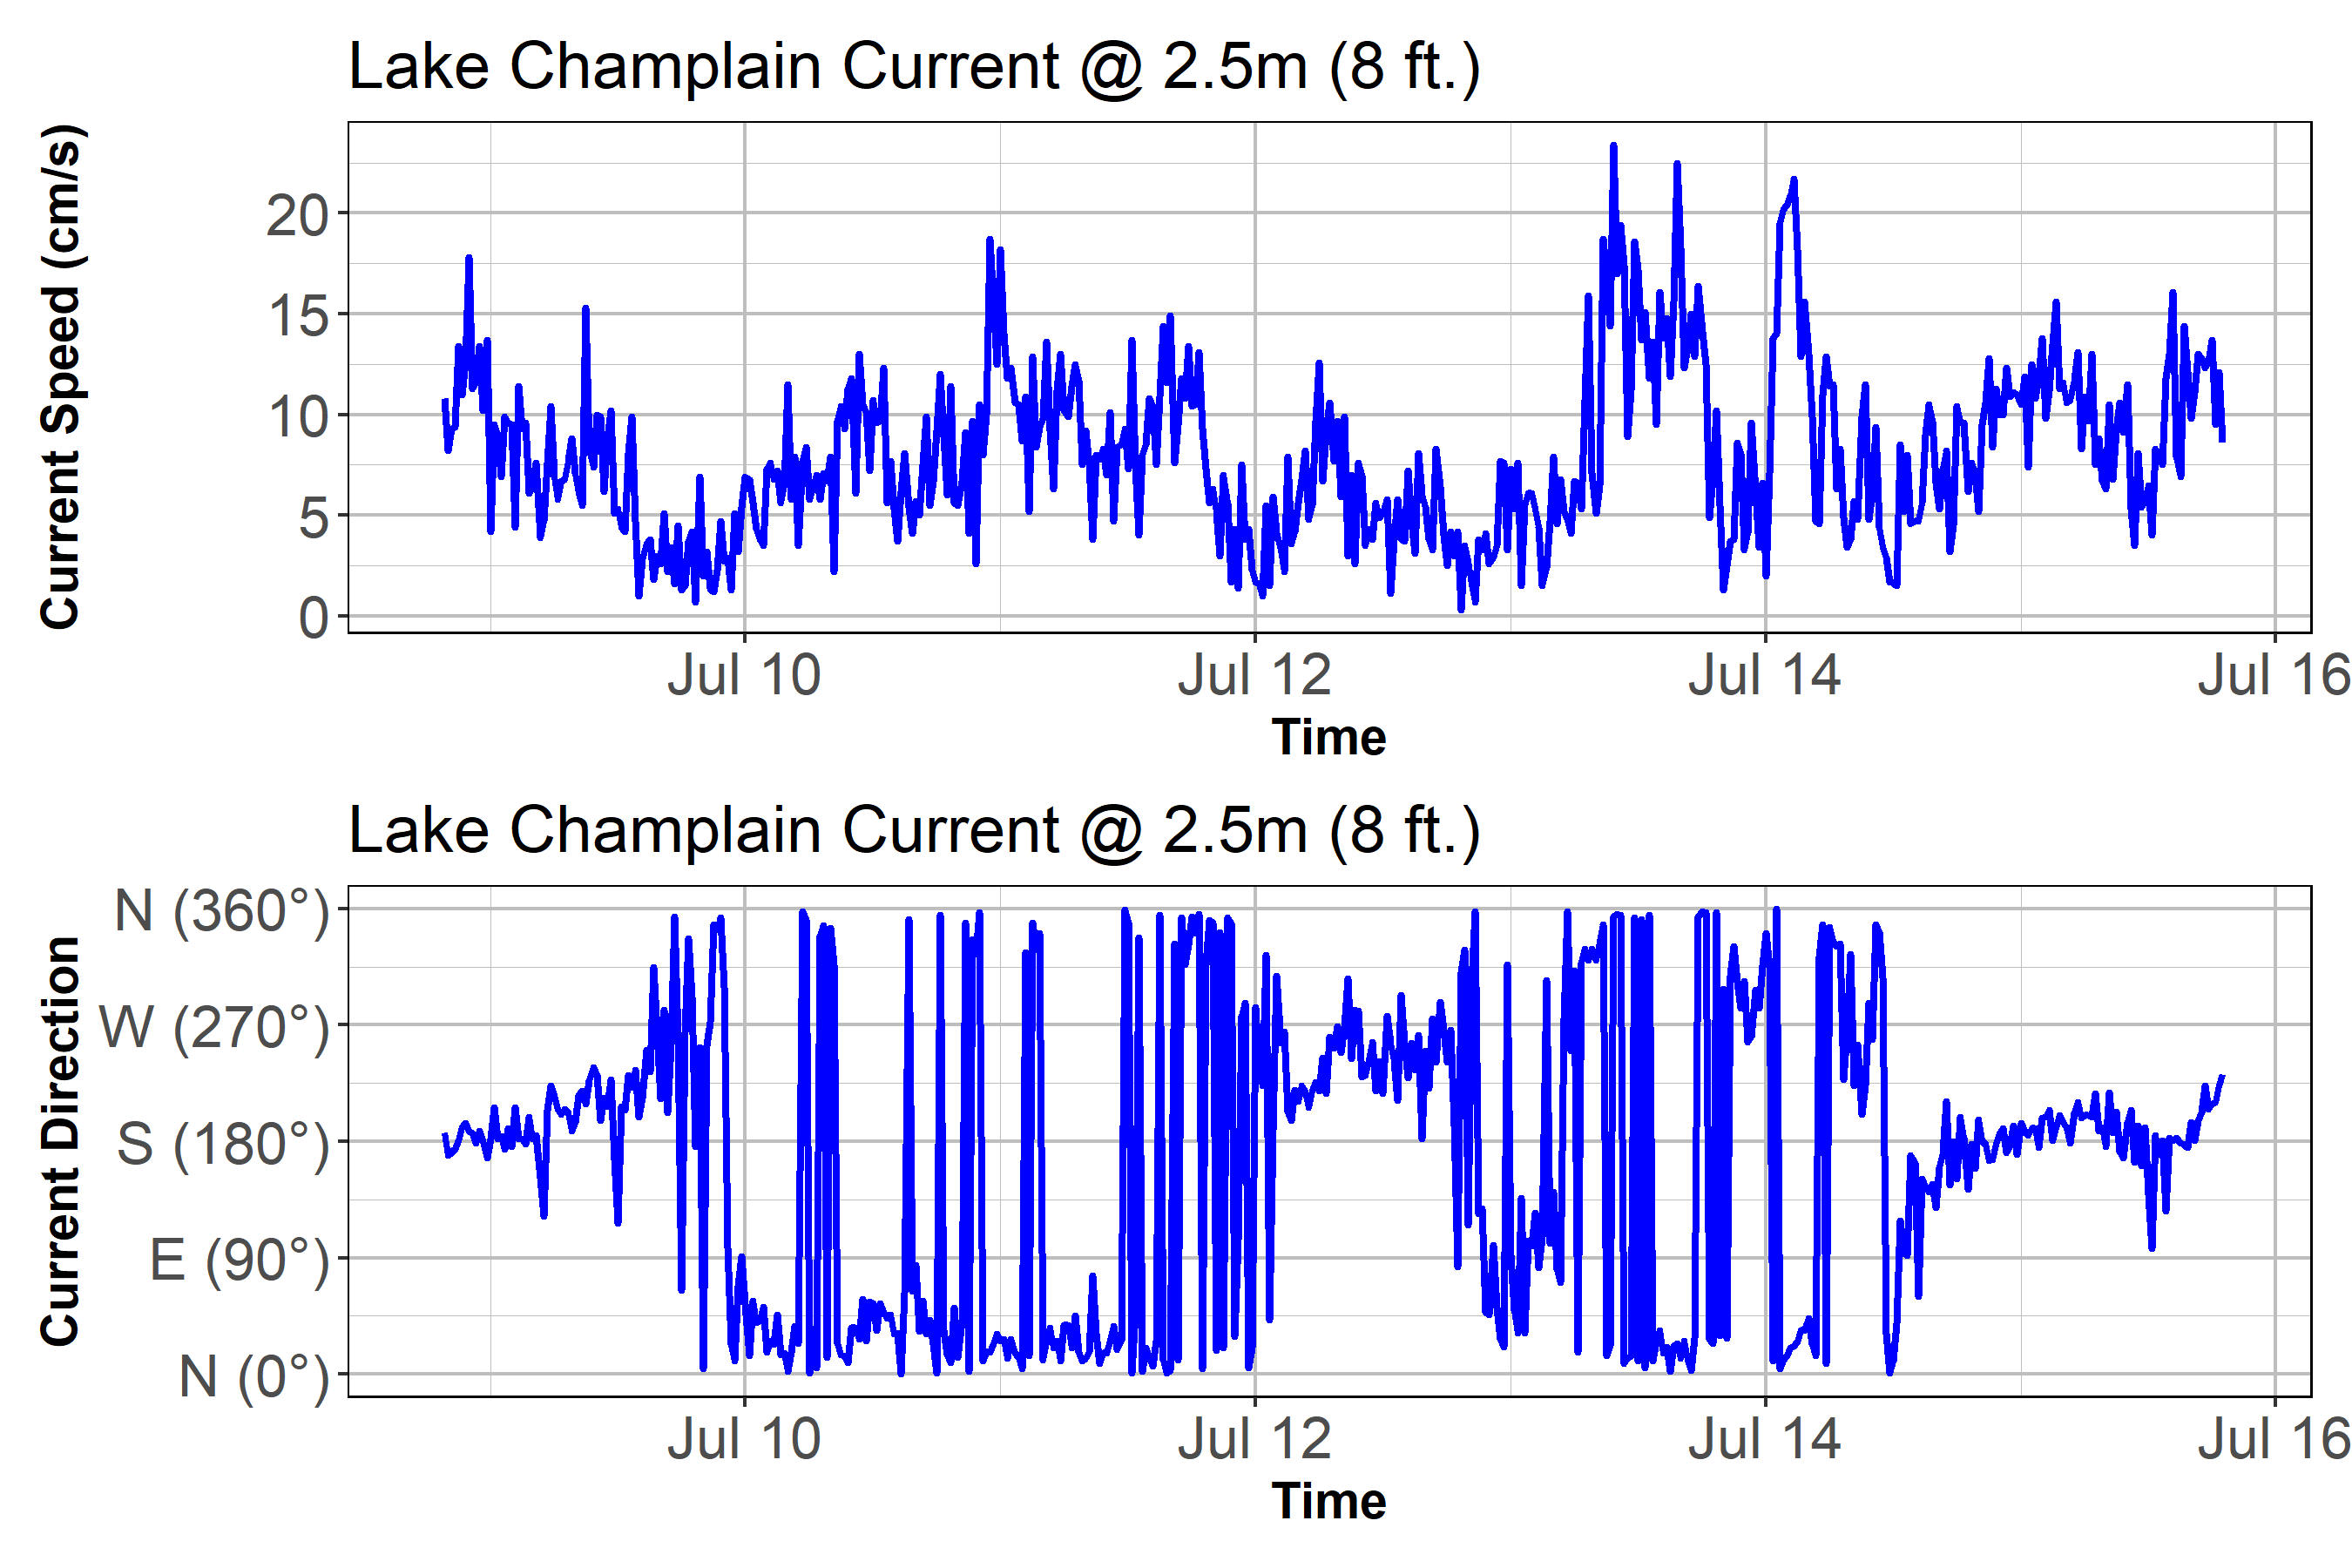 Lake Champlain Current @ 2.5m (8 ft.)
Current Speed (cm/s)
20
15
10
5
0
Jul 10 Jul 12 Jul 14 Jul 16
Time
Lake Champlain Current @ 2.5m (8 ft.)
Current Direction
N (360°)
W (270°)
S (180°)
E (90°)
N (0°)
Jul 10 Jul 12 Jul 14 Jul 16
Time